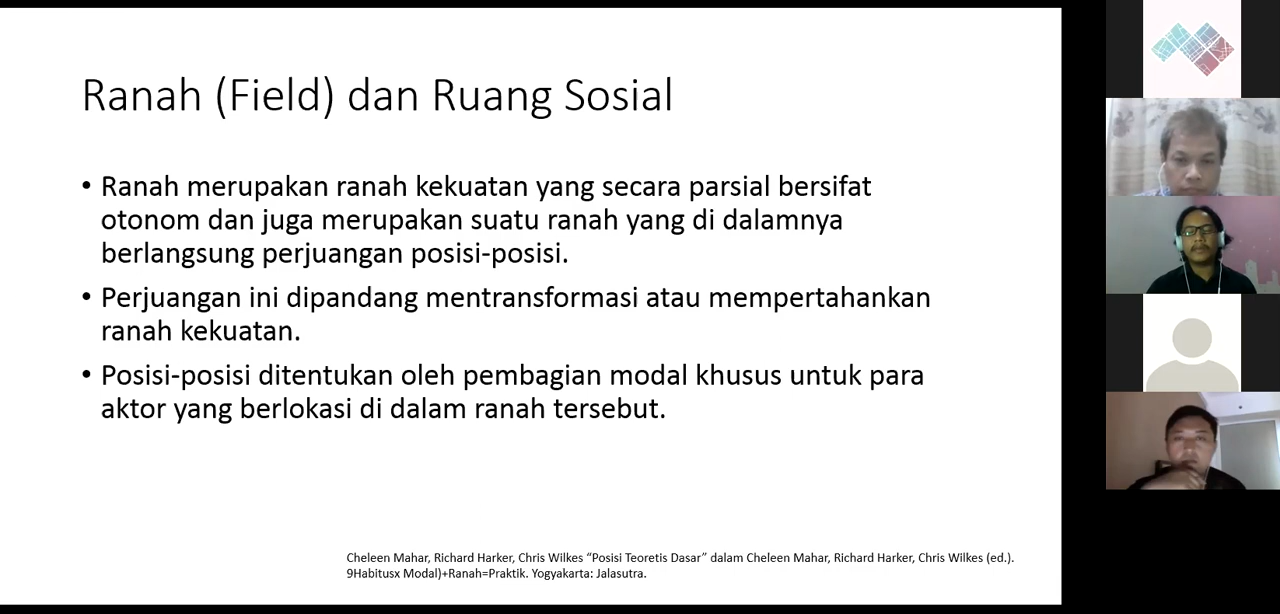 Ranah (Field) dan Ruang Sosial
• Ranah merupakan ranah kekuatan yang secara parsial bersifat
otonom dan juga merupakan suatu ranah yang di dalamnya
berlangsung perjuangan posisi-posisi.
• Perjuangan ini dipandang mentransformasi atau mempertahankan
ranah kekuatan.
• Posisi-posisi ditentukan oleh pembagian modal khusus untuk para
aktor yang berlokasi di dalam ranah tersebut.
Cheleen Mahar, Richard Harker, Chris Wilkes “Posisi Teoretis Dasar” dalam Cheleen Mahar, Richard Harker, Chris Wilkes (ed.).
9Habitusx Modal)+Ranah=Praktik. Yogyakarta: Jalasutra.